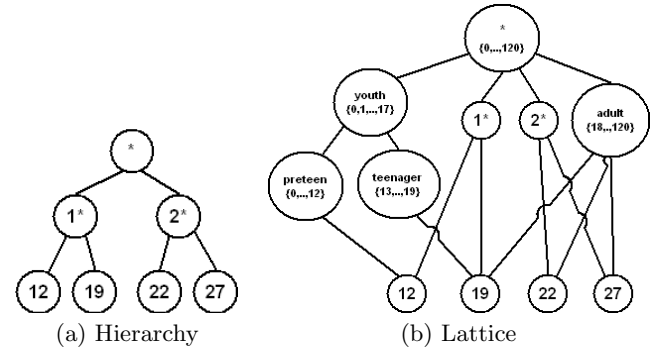 *
1* 2*
12 19 22 27
(a) Hierarchy
*
{0,..,120}
youth
{0,1,...,17}
1* 2*
adult
{18,..,120}
preteen
{0,...,12}
teenager
{13,...,19}
12 19 22 27
(b) Lattice